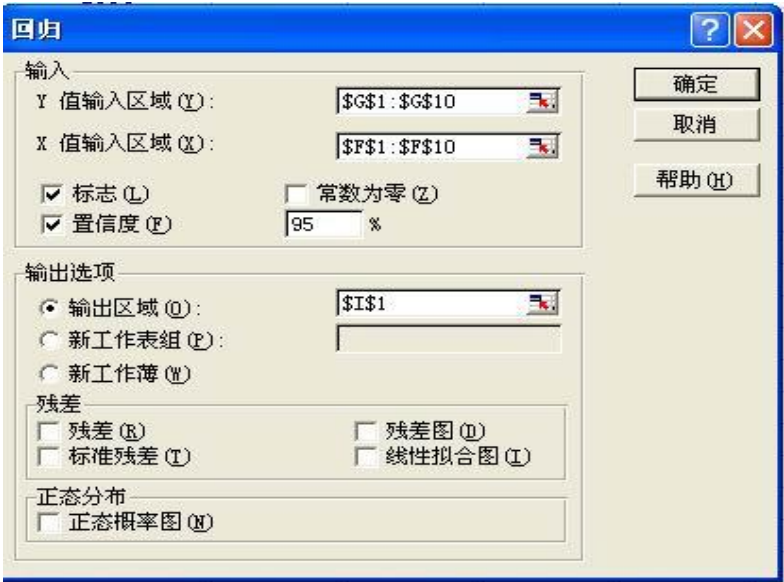 回归
输入
Y 值输入区域(Y): $G$1:$G$10
X 值输入区域(X): $F$1:$F$10
标志(L) 常数为零(Z)
置信度(F) 95 %
确定
取消
帮助(H)
输出选项
输出区域(O): $I$1
新工作表组(P):
新工作薄(W)
残差
残差(R) 残差图(D)
标准残差(T) 线性拟合图(I)
正态分布
正态概率图(N)